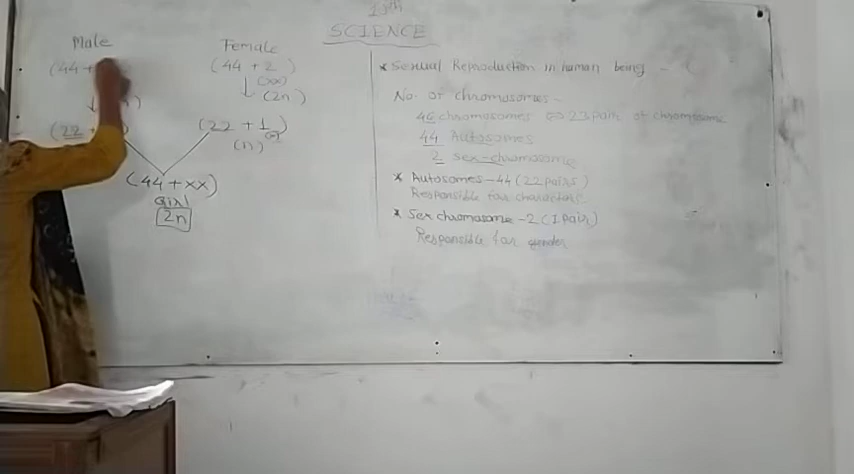 10th
SCIENCE
Male
Female
(44 +
(44 + 2 )
(xx)
(2n)
(22
(22 + 1)
(n)
(44 + xx)
Girl
2n
* Sexual Reproduction in human being -
No. of chromosomes -
46 chromosomes ⇔ 23 pair of chromosome
44 Autosomes
2 sex-chromosome
* Autosomes - 44 (22 pairs)
Responsible for characters
* Sex chromosome - 2 (1 pair)
Responsible for gender